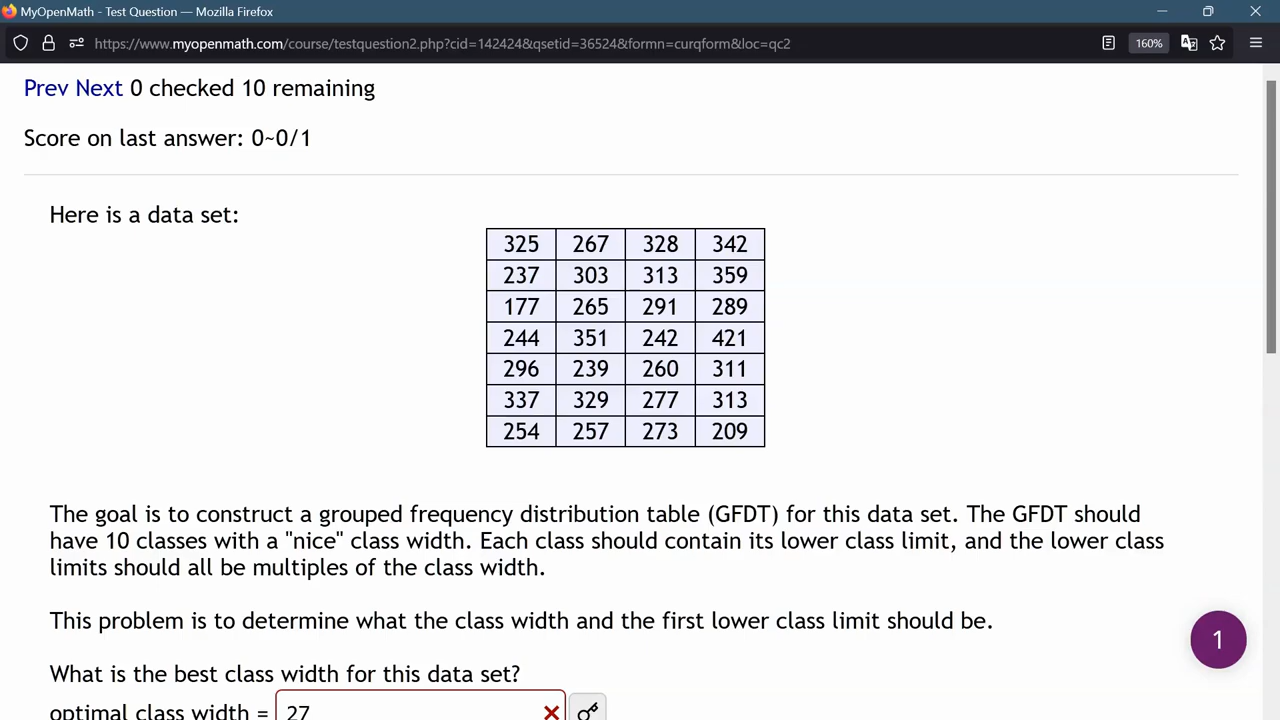 MyOpenMath - Test Question — Mozilla Firefox
https://www.myopenmath.com/course/testquestion2.php?cid=142424&qsetid=36524&formn=curqform&loc=qc2
160%
Prev Next 0 checked 10 remaining
Score on last answer: 0~0/1
Here is a data set:
325 267 328 342
237 303 313 359
177 265 291 289
244 351 242 421
296 239 260 311
337 329 277 313
254 257 273 209
The goal is to construct a grouped frequency distribution table (GFDT) for this data set. The GFDT should
have 10 classes with a "nice" class width. Each class should contain its lower class limit, and the lower class
limits should all be multiples of the class width.
This problem is to determine what the class width and the first lower class limit should be.
1
What is the best class width for this data set?
optimal class width = 27